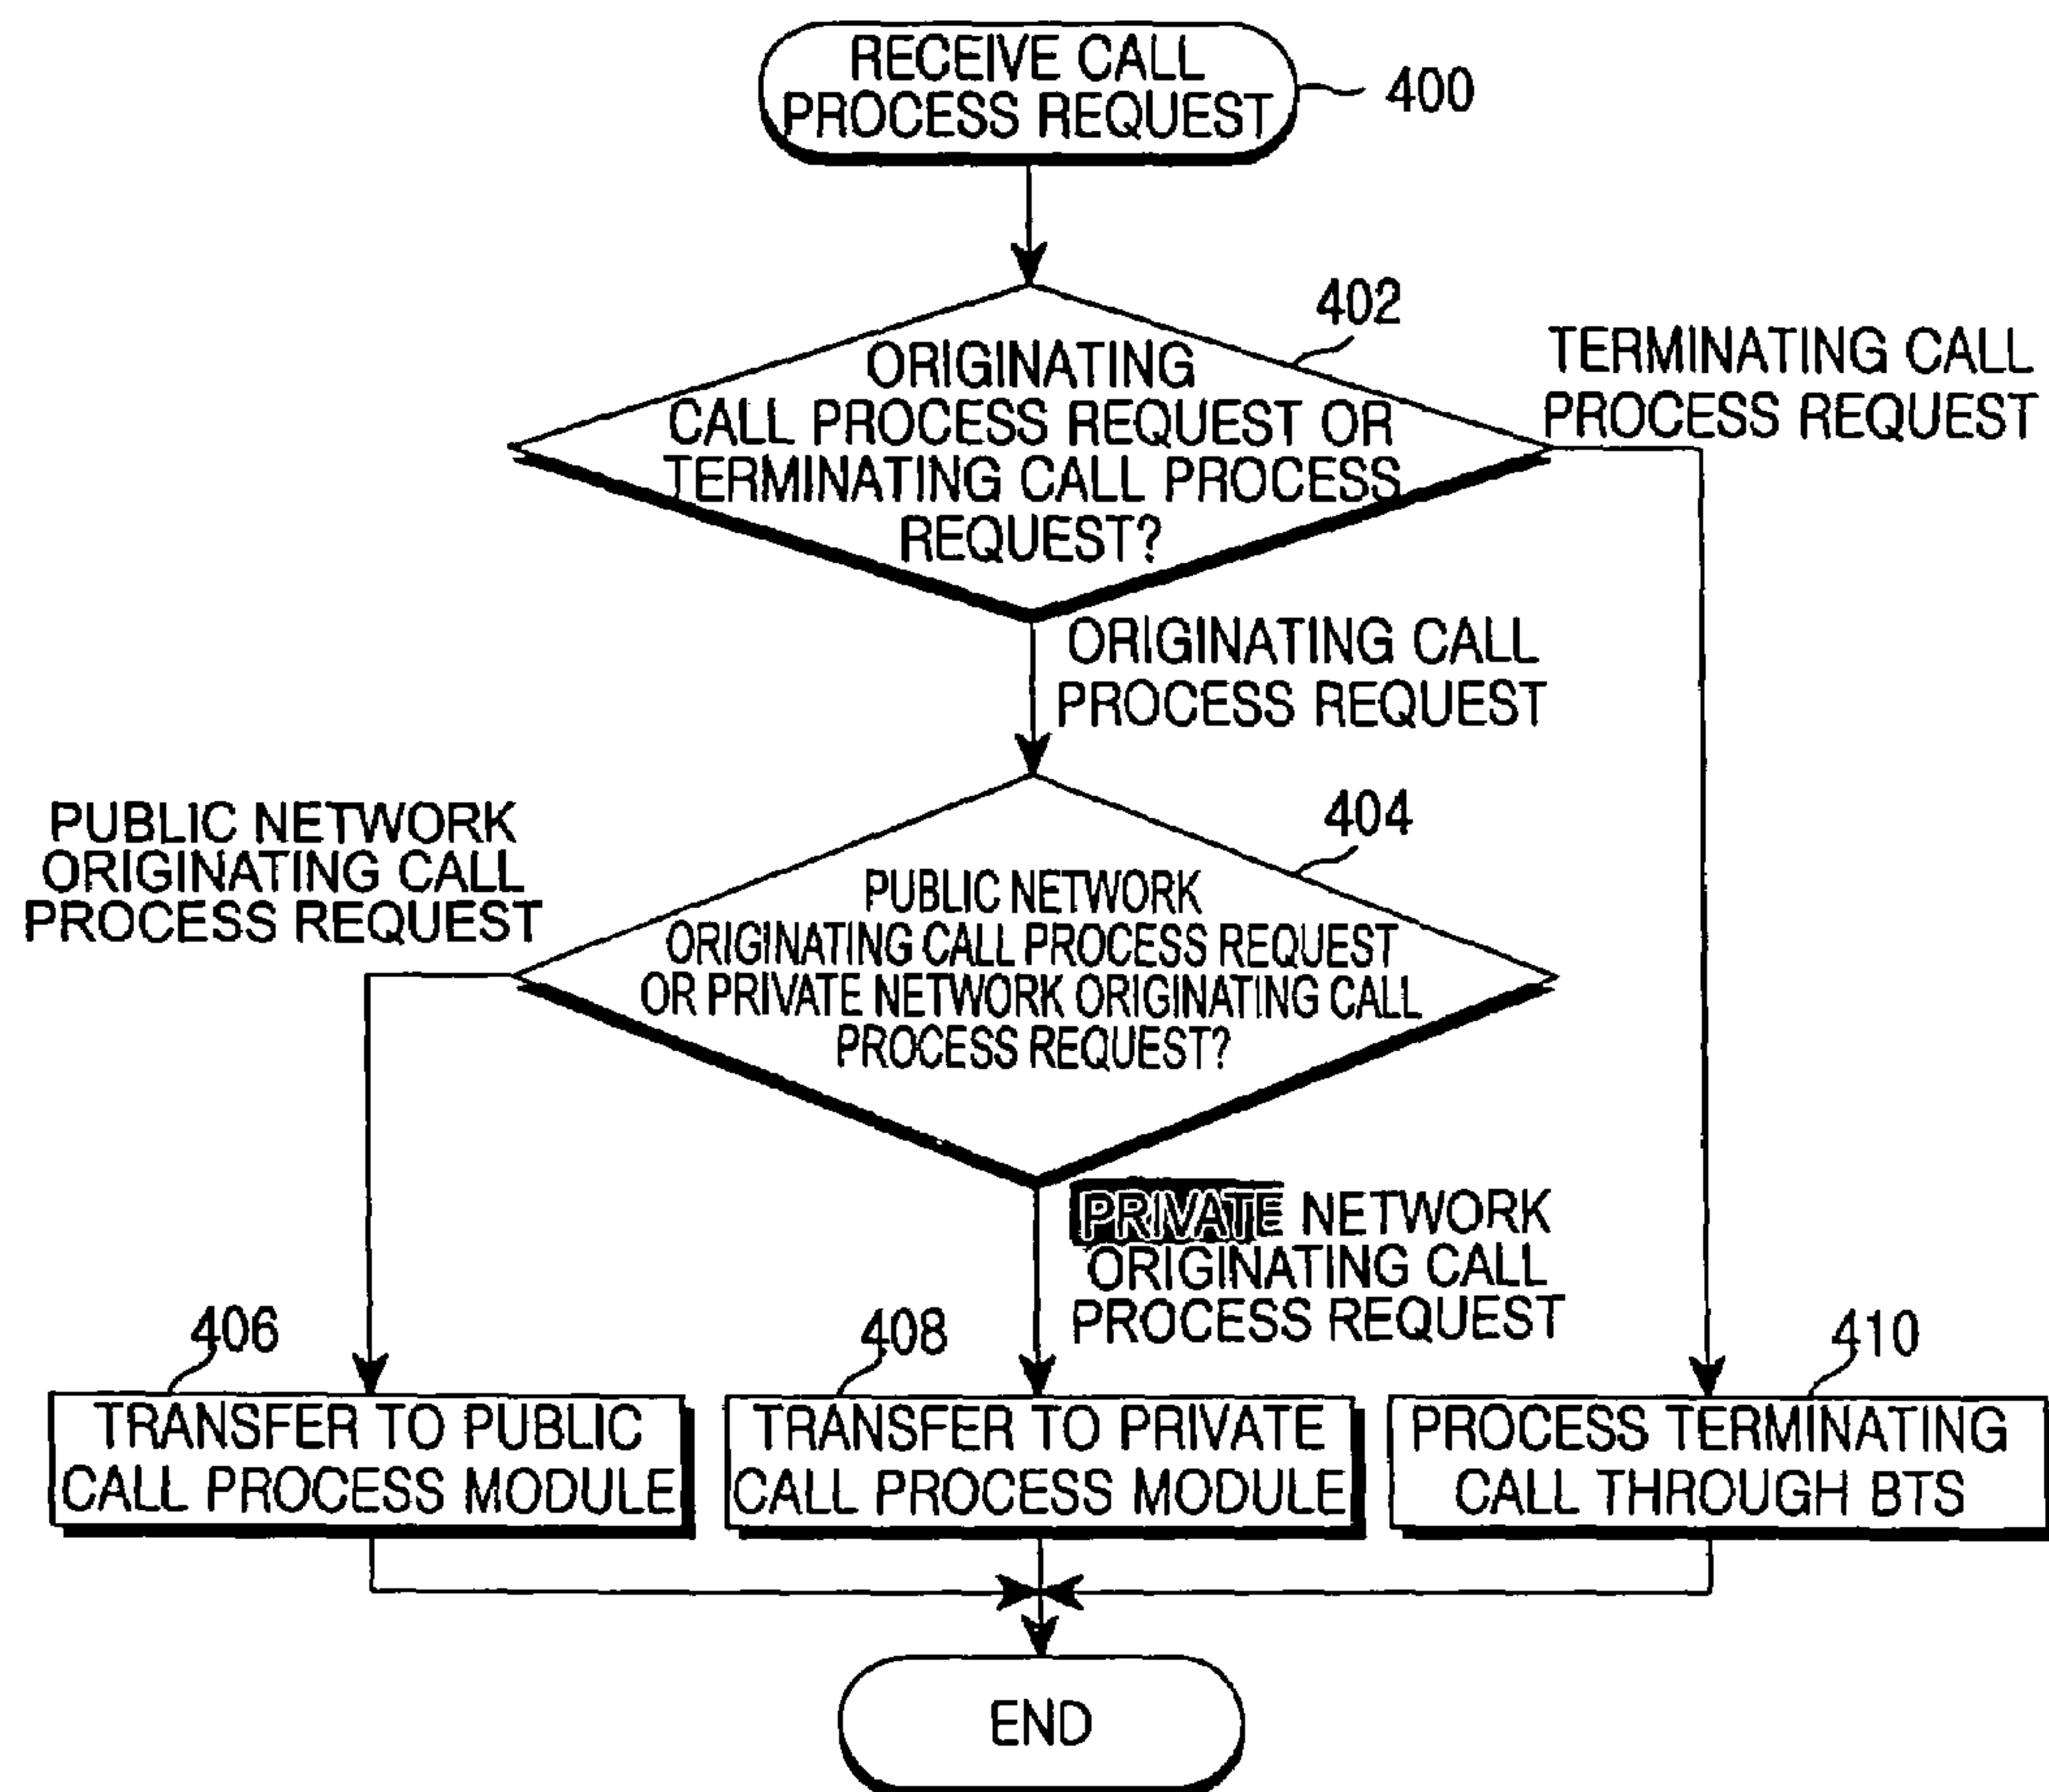 RECEIVE CALL
PROCESS REQUEST
400
402
ORIGINATING
CALL PROCESS REQUEST OR
TERMINATING CALL PROCESS
REQUEST?
TERMINATING CALL
PROCESS REQUEST
ORIGINATING CALL
PROCESS REQUEST
PUBLIC NETWORK
ORIGINATING CALL
PROCESS REQUEST
404
PUBLIC NETWORK
ORIGINATING CALL PROCESS REQUEST
OR PRIVATE NETWORK ORIGINATING CALL
PROCESS REQUEST?
PRIVATE NETWORK
ORIGINATING CALL
PROCESS REQUEST
406
TRANSFER TO PUBLIC
CALL PROCESS MODULE
408
TRANSFER TO PRIVATE
CALL PROCESS MODULE
410
PROCESS TERMINATING
CALL THROUGH BTS
END